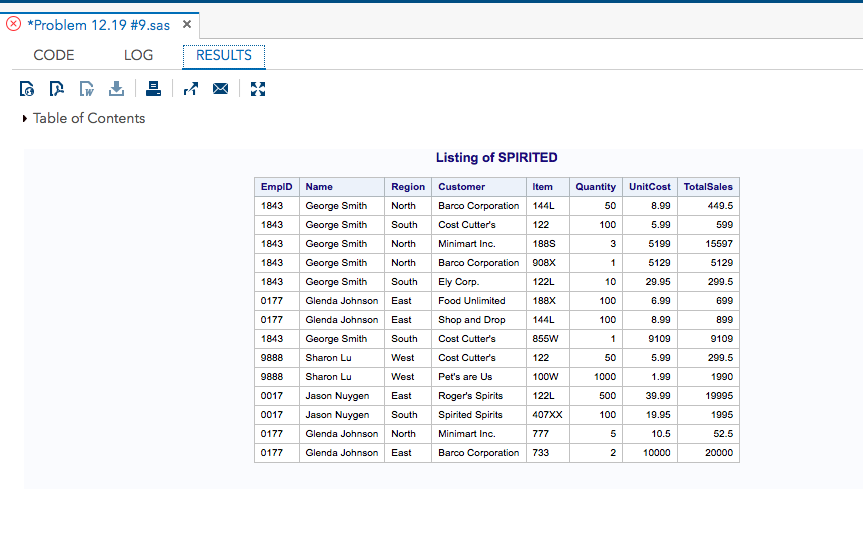 *Problem 12.19 #9.sas ×
CODE LOG RESULTS
Table of Contents
Listing of SPIRITED
EmpID Name Region Customer Item Quantity UnitCost TotalSales
1843 George Smith North Barco Corporation 144L 50 8.99 449.5
1843 George Smith South Cost Cutter's 122 100 5.99 599
1843 George Smith North Minimart Inc. 188S 3 5199 15597
1843 George Smith North Barco Corporation 908X 1 5129 5129
1843 George Smith South Ely Corp. 122L 10 29.95 299.5
0177 Glenda Johnson East Food Unlimited 188X 100 6.99 699
0177 Glenda Johnson East Shop and Drop 144L 100 8.99 899
1843 George Smith South Cost Cutter's 855W 1 9109 9109
9888 Sharon Lu West Cost Cutter's 122 50 5.99 299.5
9888 Sharon Lu West Pet's are Us 100W 1000 1.99 1990
0017 Jason Nuygen East Roger's Spirits 122L 500 39.99 19995
0017 Jason Nuygen South Spirited Spirits 407XX 100 19.95 1995
0177 Glenda Johnson North Minimart Inc. 777 5 10.5 52.5
0177 Glenda Johnson East Barco Corporation 733 2 10000 20000